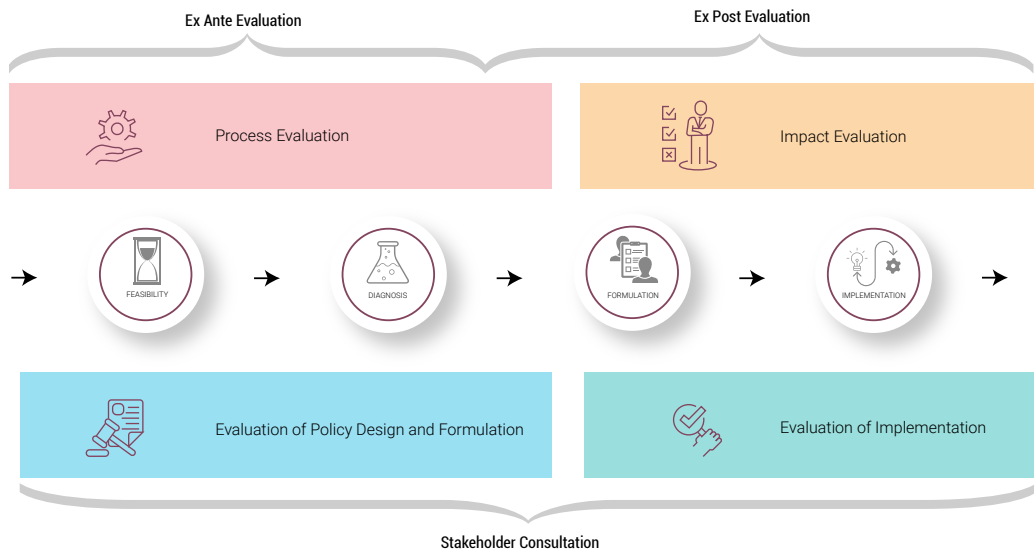 Ex Ante Evaluation
Ex Post Evaluation
Process Evaluation
Impact Evaluation
FEASIBILITY
DIAGNOSIS
FORMULATION
IMPLEMENTATION
Evaluation of Policy Design and Formulation
Evaluation of Implementation
Stakeholder Consultation